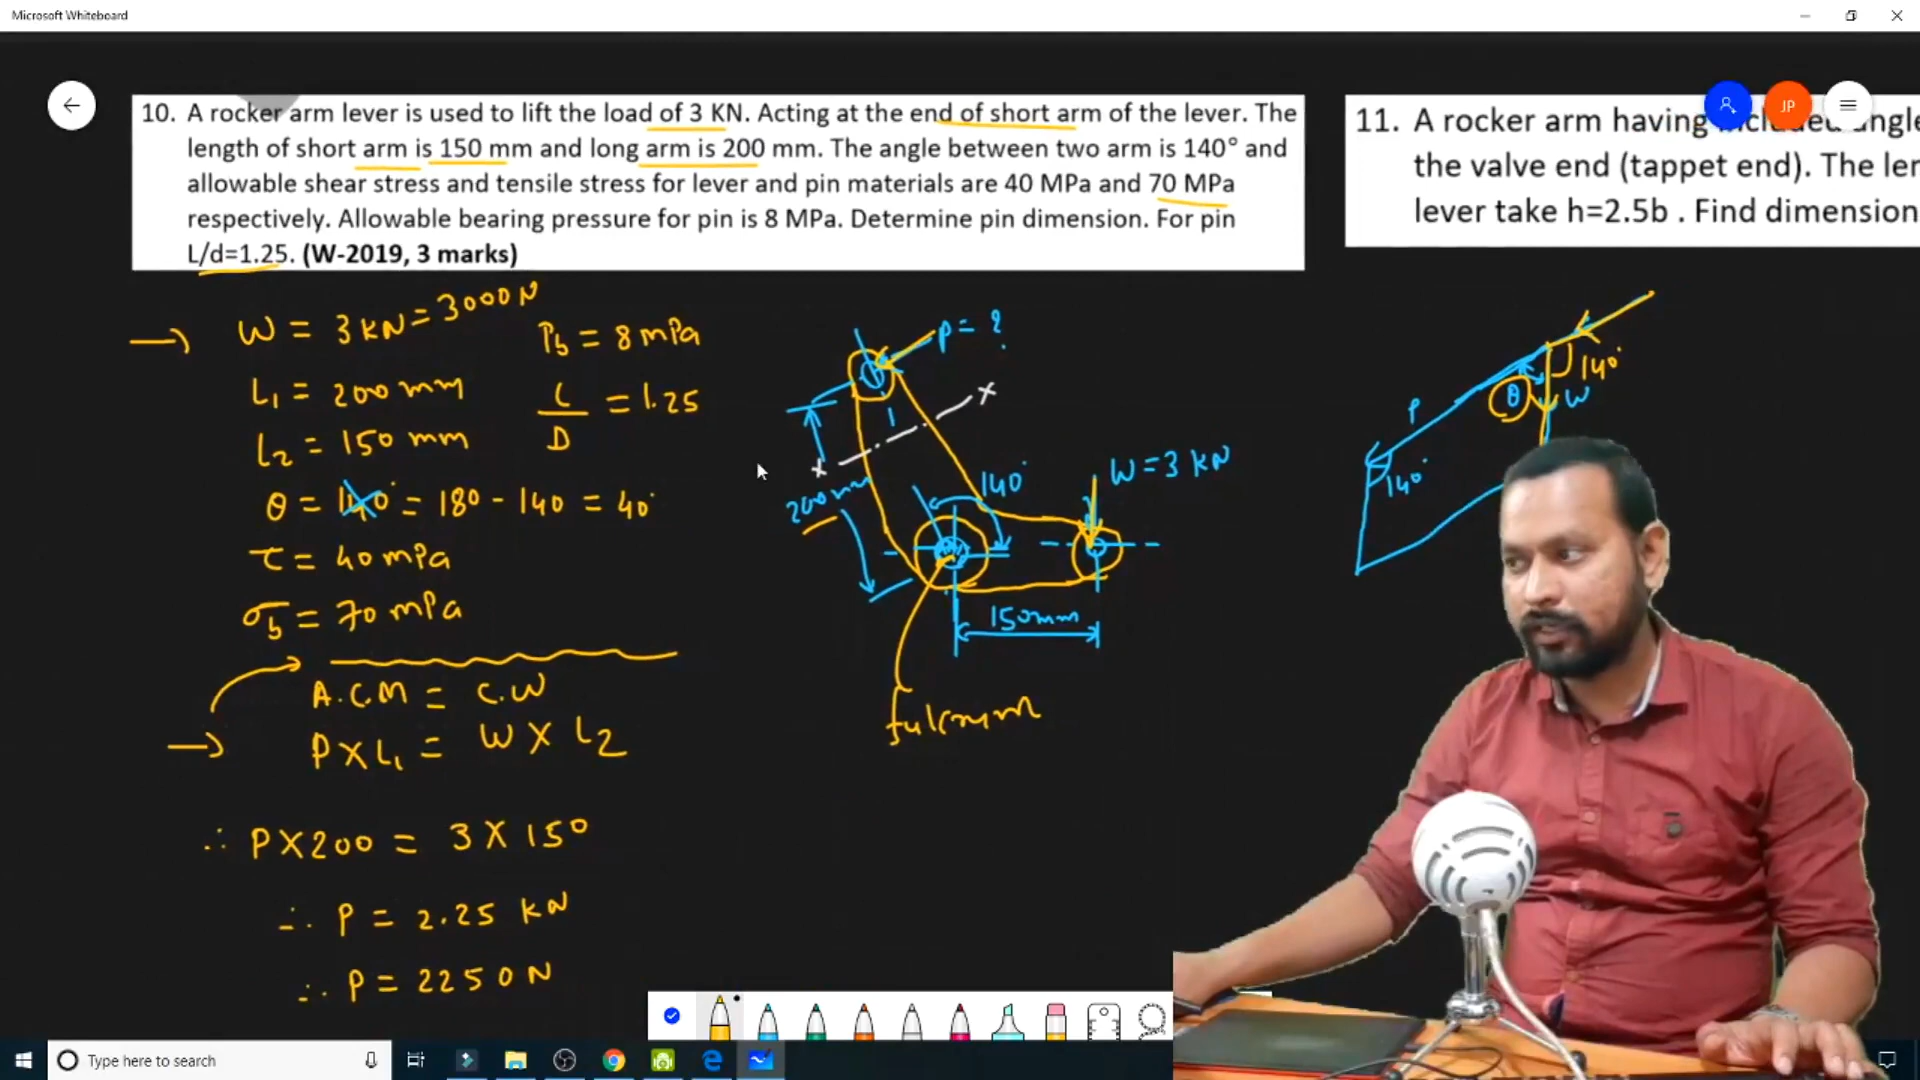 Microsoft Whiteboard
10. A rocker arm lever is used to lift the load of 3 KN. Acting at the end of short arm of the lever. The
length of short arm is 150 mm and long arm is 200 mm. The angle between two arm is 140° and
allowable shear stress and tensile stress for lever and pin materials are 40 MPa and 70 MPa
respectively. Allowable bearing pressure for pin is 8 MPa. Determine pin dimension. For pin
L/d=1.25. (W-2019, 3 marks)
11. A rocker arm having
the valve end (tappet end). The
lever take h=2.5b . Find dimension
JP
→ W = 3 KN = 3000 N
L₁ = 200 mm
L₂ = 150 mm
θ = 140° = 180 - 140 = 40°
τ = 40 mPa
σb = 70 mPa
Pb = 8 mPa
L/D = 1.25
A.C.M = C.W
→ P X L₁ = W X L₂
∴ P X 200 = 3 X 150
∴ P = 2.25 KN
∴ P = 2250 N
P = ?
X
X
200 mm
140°
W = 3 KN
150 mm
fulcrum
140°
θ
W
P
140°
Type here to search